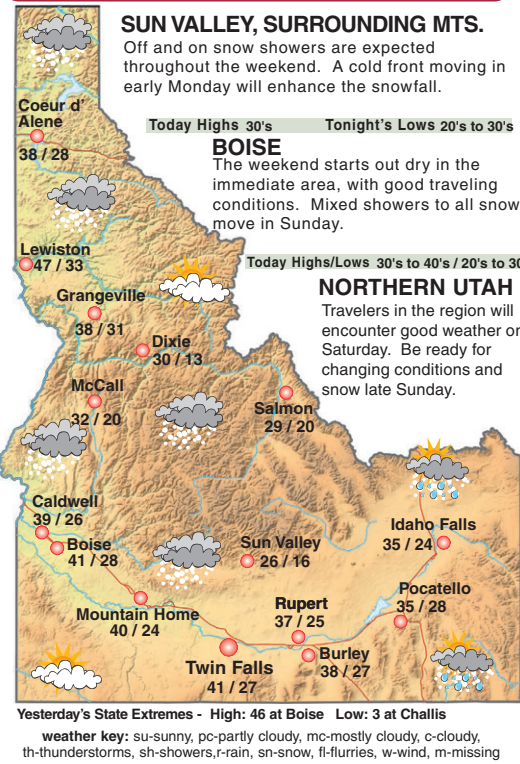 SUN VALLEY, SURROUNDING MTS.
Off and on snow showers are expected
throughout the weekend. A cold front moving in
early Monday will enhance the snowfall.
Today Highs 30's Tonight's Lows 20's to 30's
BOISE
The weekend starts out dry in the
immediate area, with good traveling
conditions. Mixed showers to all snow
move in Sunday.
Today Highs/Lows 30's to 40's / 20's to 30
NORTHERN UTAH
Travelers in the region will
encounter good weather on
Saturday. Be ready for
changing conditions and
snow late Sunday.
Coeur d'
Alene
38 / 28
Lewiston
47 / 33
Grangeville
38 / 31
Dixie
30 / 13
McCall
32 / 20
Salmon
29 / 20
Caldwell
39 / 26
Boise
41 / 28
Sun Valley
26 / 16
Idaho Falls
35 / 24
Mountain Home
40 / 24
Rupert
37 / 25
Pocatello
35 / 28
Twin Falls
41 / 27
Burley
38 / 27
Yesterday's State Extremes - High: 46 at Boise Low: 3 at Challis
weather key: su-sunny, pc-partly cloudy, mc-mostly cloudy, c-cloudy,
th-thunderstorms, sh-showers,r-rain, sn-snow, fl-flurries, w-wind, m-missing